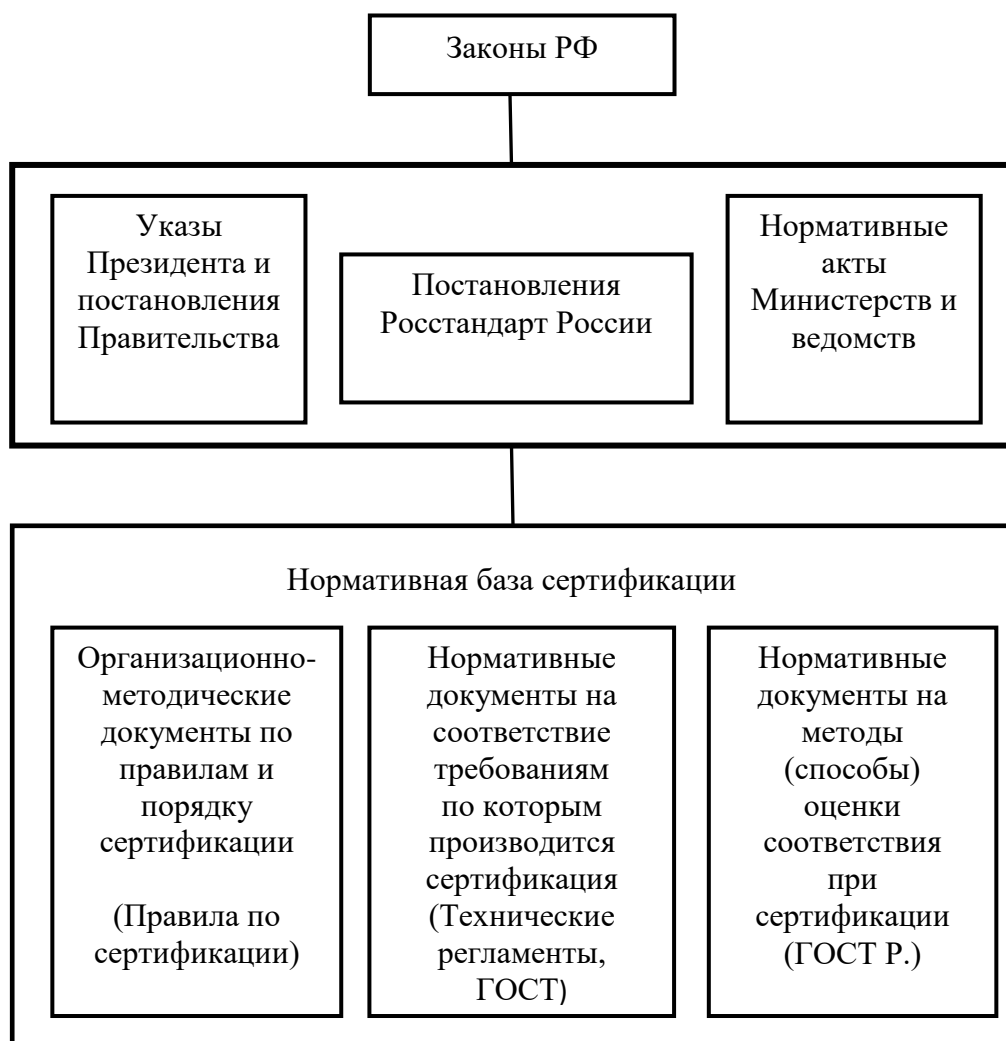 Законы РФ
Указы
Президента и
постановления
Правительства
Постановления
Росстандарт России
Нормативные
акты
Министерств и
ведомств
Нормативная база сертификации
Организационно-
методические
документы по
правилам и
порядку
сертификации
(Правила по
сертификации)
Нормативные
документы на
соответствие
требованиям
по которым
производится
сертификация
(Технические
регламенты,
ГОСТ)
Нормативные
документы на
методы
(способы)
оценки
соответствия
при
сертификации
(ГОСТ Р.)